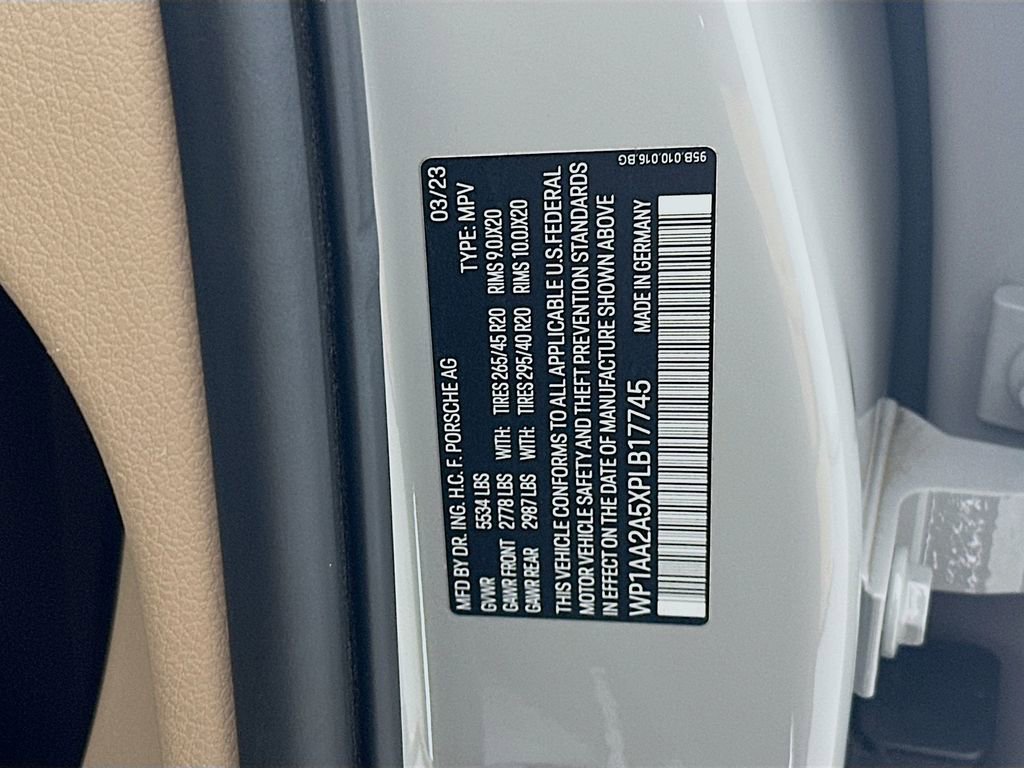 03/23
MFD BY DR. ING. H.C. F. PORSCHE AG TYPE: MPV
GVWR 5534 LBS
GAWR FRONT 2778 LBS WITH: TIRES 265/45 R20 RIMS 9.0JX20
GAWR REAR 2987 LBS WITH: TIRES 295/40 R20 RIMS 10.0JX20
THIS VEHICLE CONFORMS TO ALL APPLICABLE U.S. FEDERAL
MOTOR VEHICLE SAFETY AND THEFT PREVENTION STANDARDS
IN EFFECT ON THE DATE OF MANUFACTURE SHOWN ABOVE
WP1AA2A5XPLB17745 MADE IN GERMANY
95B.010.016.BG